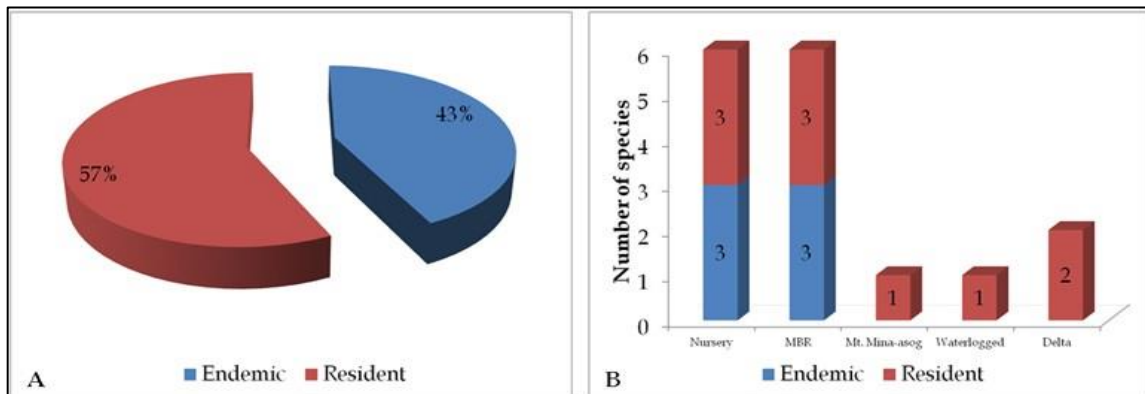 43%
57%
Endemic Resident
A
Number of species
6
5
4
3
2
1
0
3 3
3 3 1 1 2
Nursery MBR Mt. Mina-asog Waterlogged Delta
Endemic Resident
B